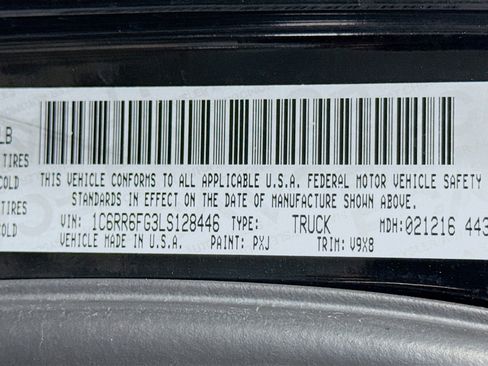 LB
TIRES
COLD
TIRES
COLD
THIS VEHICLE CONFORMS TO ALL APPLICABLE U.S.A. FEDERAL MOTOR VEHICLE SAFETY
STANDARDS IN EFFECT ON THE DATE OF MANUFACTURE SHOWN ABOVE.
VIN: 1C6RR6FG3LS128446 TYPE: TRUCK MDH: 021216 443
VEHICLE MADE IN U.S.A. PAINT: PXJ TRIM: V9X8